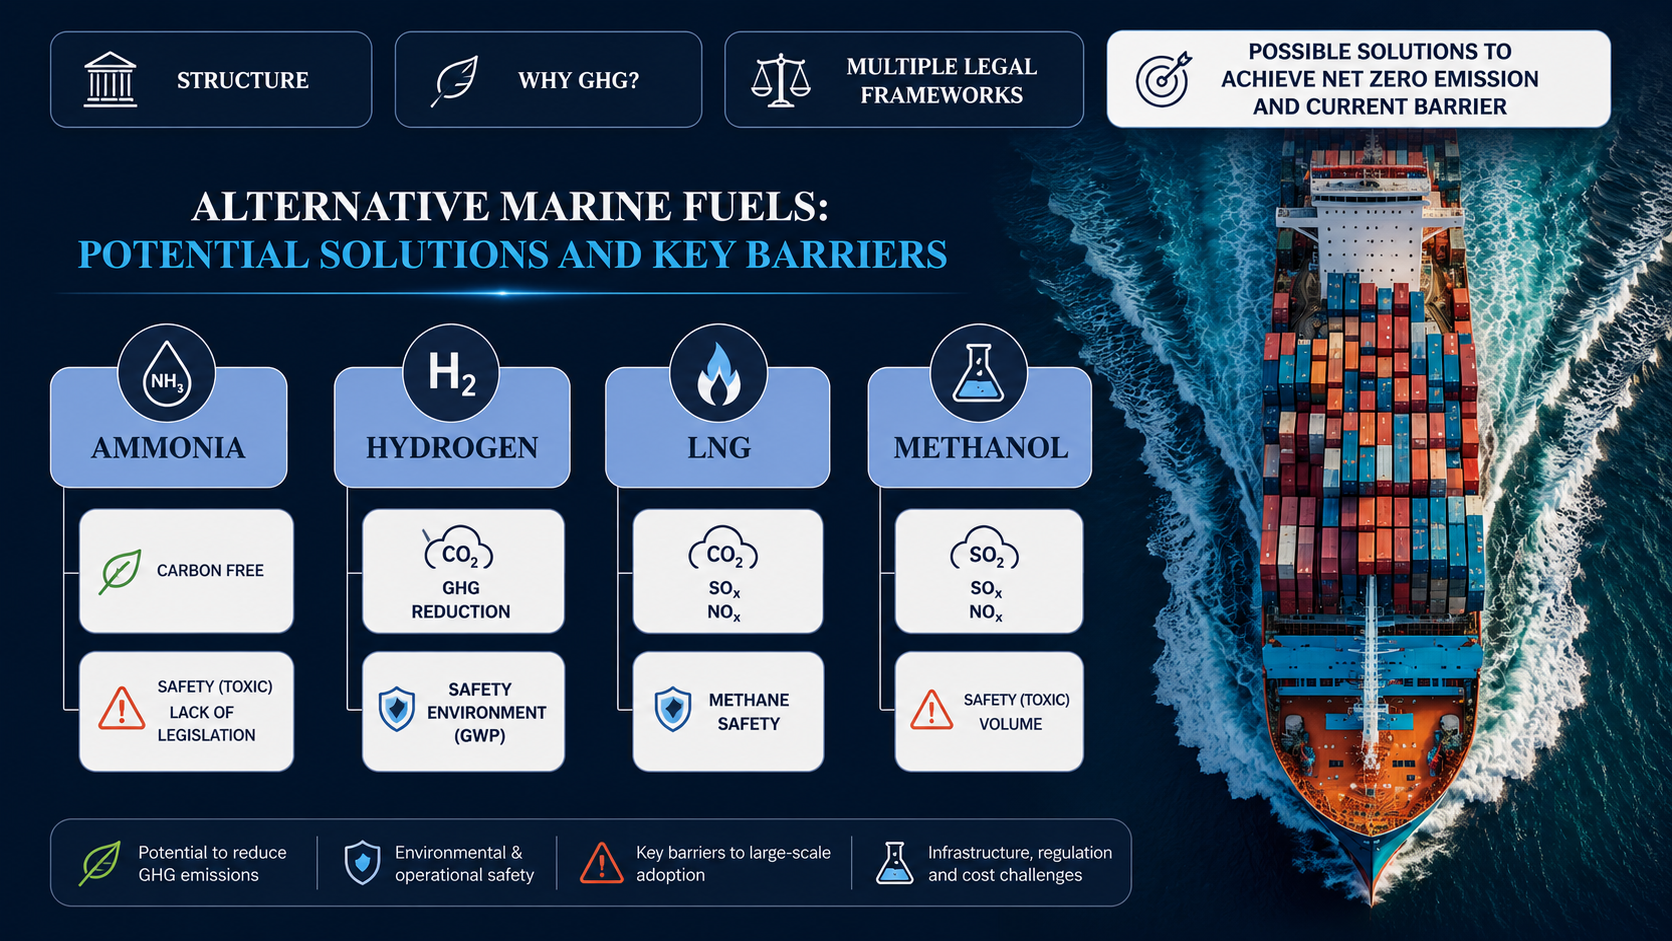 STRUCTURE
WHY GHG?
MULTIPLE LEGAL
FRAMEWORKS
POSSIBLE SOLUTIONS TO
ACHIEVE NET ZERO EMISSION
AND CURRENT BARRIER
ALTERNATIVE MARINE FUELS:
POTENTIAL SOLUTIONS AND KEY BARRIERS
NH₃
AMMONIA
CARBON FREE
SAFETY (TOXIC)
LACK OF
LEGISLATION
H₂
HYDROGEN
CO₂
GHG
REDUCTION
SAFETY
ENVIRONMENT
(GWP)
LNG
CO₂
SOₓ
NOₓ
METHANE
SAFETY
METHANOL
SO₂
SOₓ
NOₓ
SAFETY (TOXIC)
VOLUME
Potential to reduce
GHG emissions
Environmental &
operational safety
Key barriers to large-scale
adoption
Infrastructure, regulation
and cost challenges